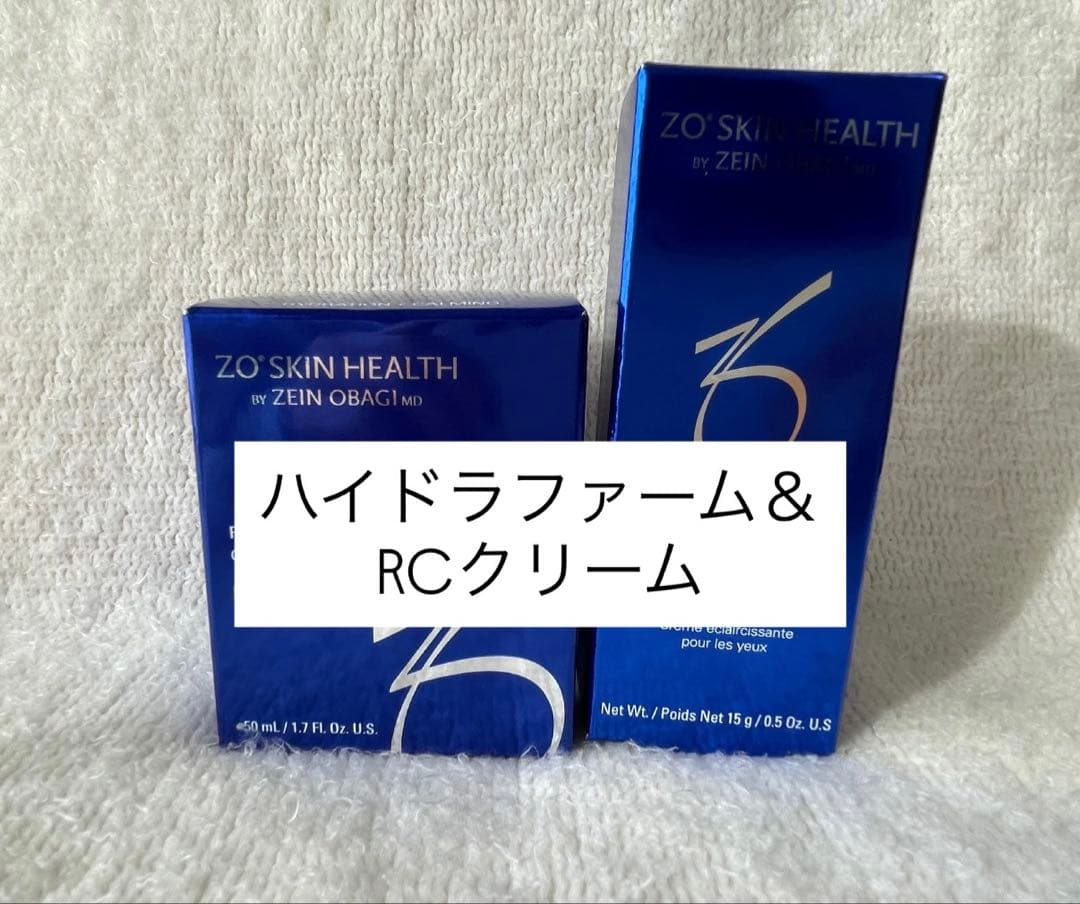 ZO® SKIN HEALTH
BY ZEIN OBAGI MD
ZO® SKIN HEALTH
BY ZEIN OBAGI MD
ハイドラファーム&
RCクリーム
Crème éclaircissante
pour les yeux
50 mL / 1.7 Fl. Oz. U.S.
Net Wt. / Poids Net 15 g / 0.5 Oz. U.S